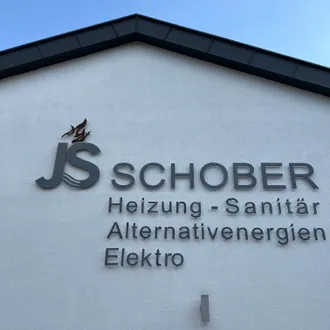 JS SCHOBER
Heizung - Sanitär
Alternativenergien
Elektro